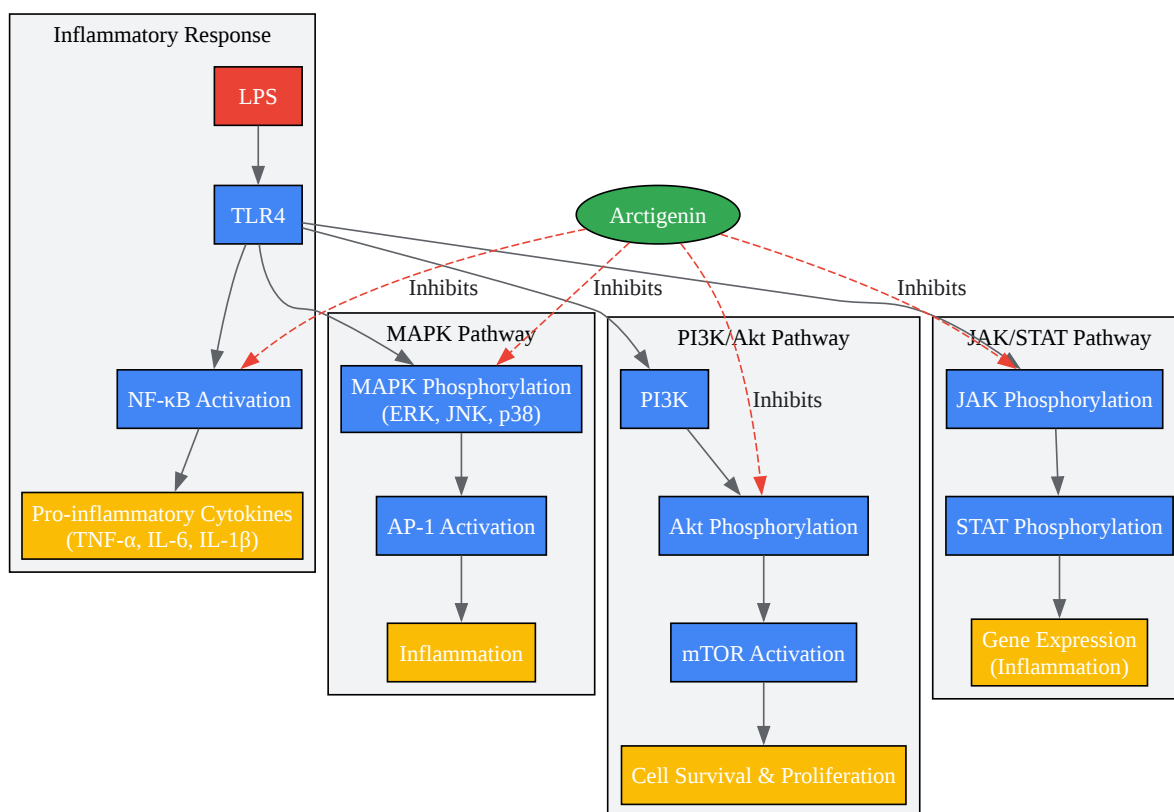 Inflammatory Response
LPS
TLR4
Arctigenin
Inhibits
Inhibits
Inhibits
MAPK Pathway
PI3K/Akt Pathway
JAK/STAT Pathway
NF-κB Activation
MAPK Phosphorylation
(ERK, JNK, p38)
PI3K
Inhibits
JAK Phosphorylation
Pro-inflammatory Cytokines
(TNF-α, IL-6, IL-1β)
AP-1 Activation
Akt Phosphorylation
STAT Phosphorylation
Inflammation
mTOR Activation
Gene Expression
(Inflammation)
Cell Survival & Proliferation